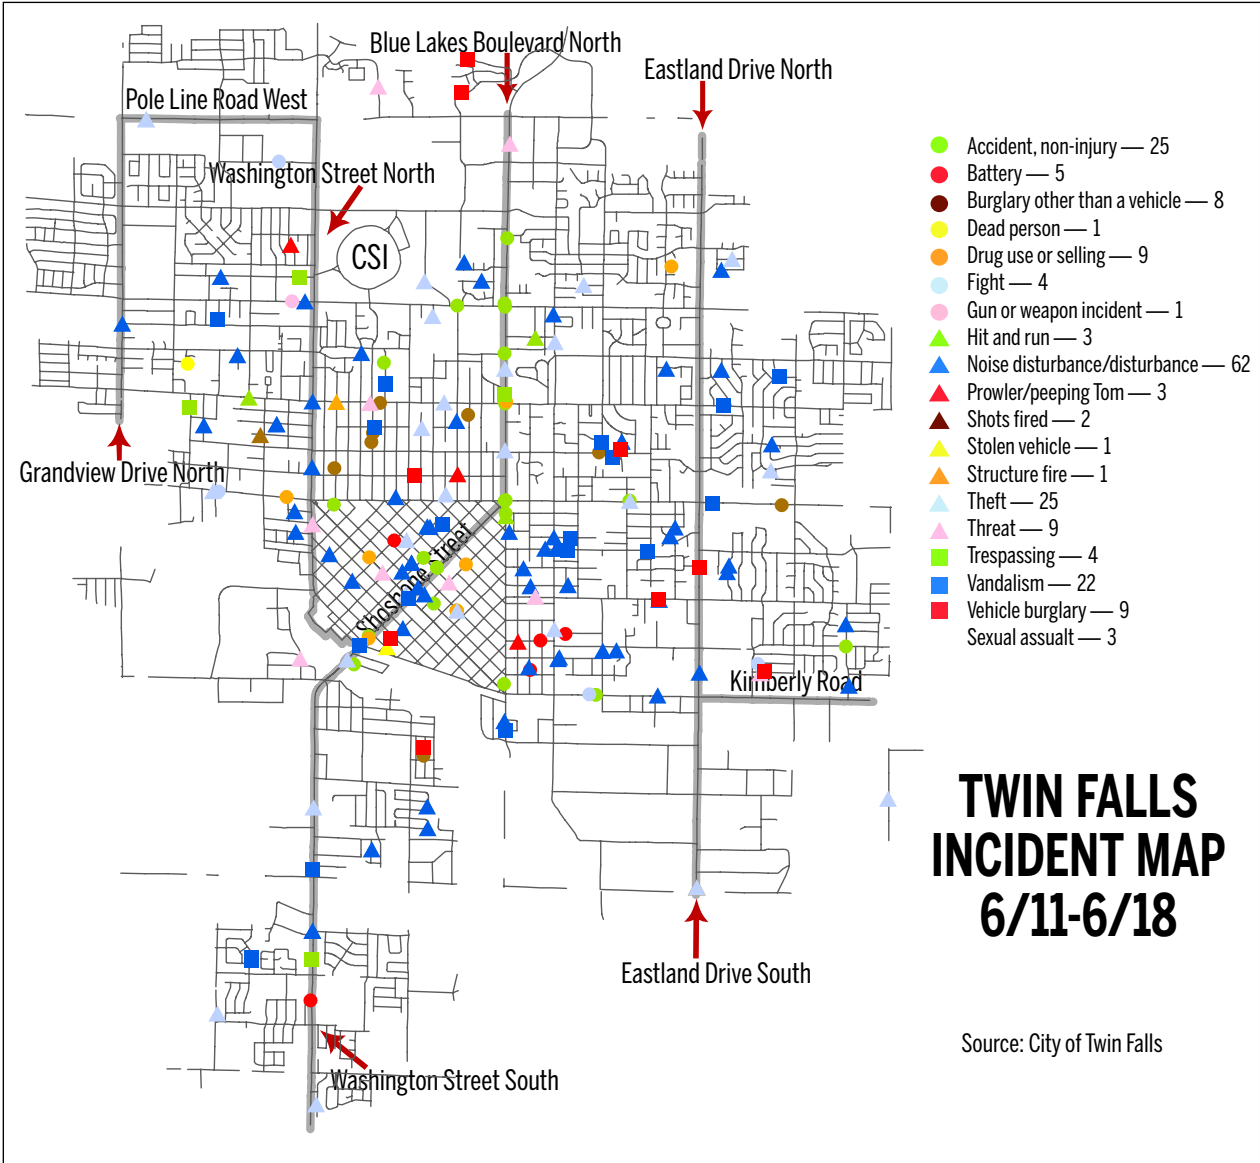 Blue Lakes Boulevard North
Eastland Drive North
Pole Line Road West
Washington Street North
CSI
Grandview Drive North
Shoshone Street
Kimberly Road
Eastland Drive South
Washington Street South
Accident, non-injury — 25
Battery — 5
Burglary other than a vehicle — 8
Dead person — 1
Drug use or selling — 9
Fight — 4
Gun or weapon incident — 1
Hit and run — 3
Noise disturbance/disturbance — 62
Prowler/peeping Tom — 3
Shots fired — 2
Stolen vehicle — 1
Structure fire — 1
Theft — 25
Threat — 9
Trespassing — 4
Vandalism — 22
Vehicle burglary — 9
Sexual assualt — 3
TWIN FALLS
INCIDENT MAP
6/11-6/18
Source: City of Twin Falls